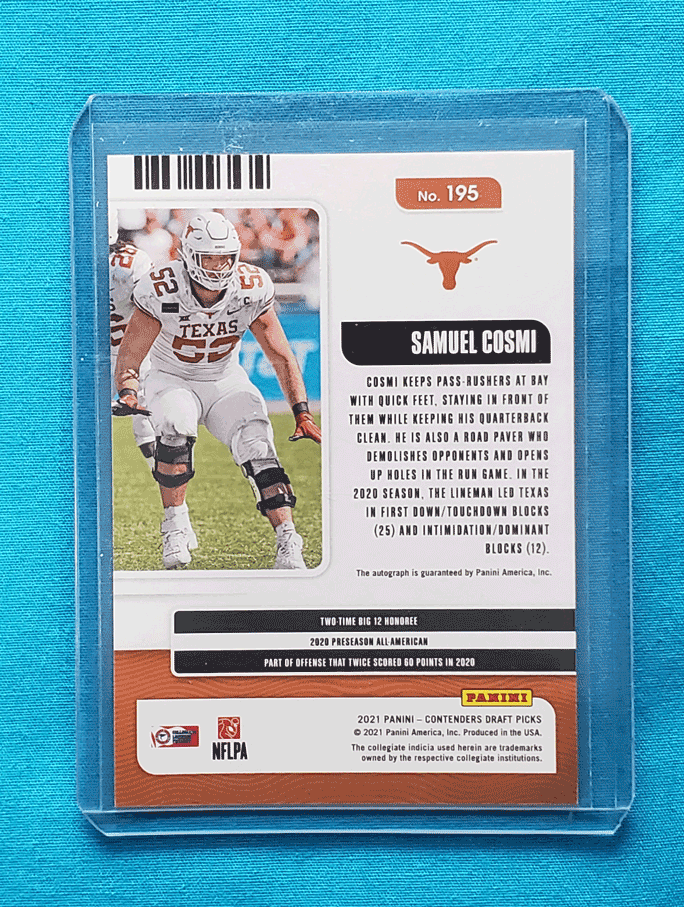 No. 195
52
TEXAS
52
52
C
SAMUEL COSMI
COSMI KEEPS PASS-RUSHERS AT BAY
WITH QUICK FEET, STAYING IN FRONT OF
THEM WHILE KEEPING HIS QUARTERBACK
CLEAN. HE IS ALSO A ROAD PAVER WHO
DEMOLISHES OPPONENTS AND OPENS
UP HOLES IN THE RUN GAME. IN THE
2020 SEASON, THE LINEMAN LED TEXAS
IN FIRST DOWN/TOUCHDOWN BLOCKS
(25) AND INTIMIDATION/DOMINANT
BLOCKS (12).
The autograph is guaranteed by Panini America, Inc.
TWO-TIME BIG 12 HONOREE
2020 PRESEASON ALL-AMERICAN
PART OF OFFENSE THAT TWICE SCORED 60 POINTS IN 2020
PANINI
2021 PANINI – CONTENDERS DRAFT PICKS
© 2021 Panini America, Inc. Produced in the USA.
The collegiate indicia used herein are trademarks
owned by the respective collegiate institutions.
NFLPA